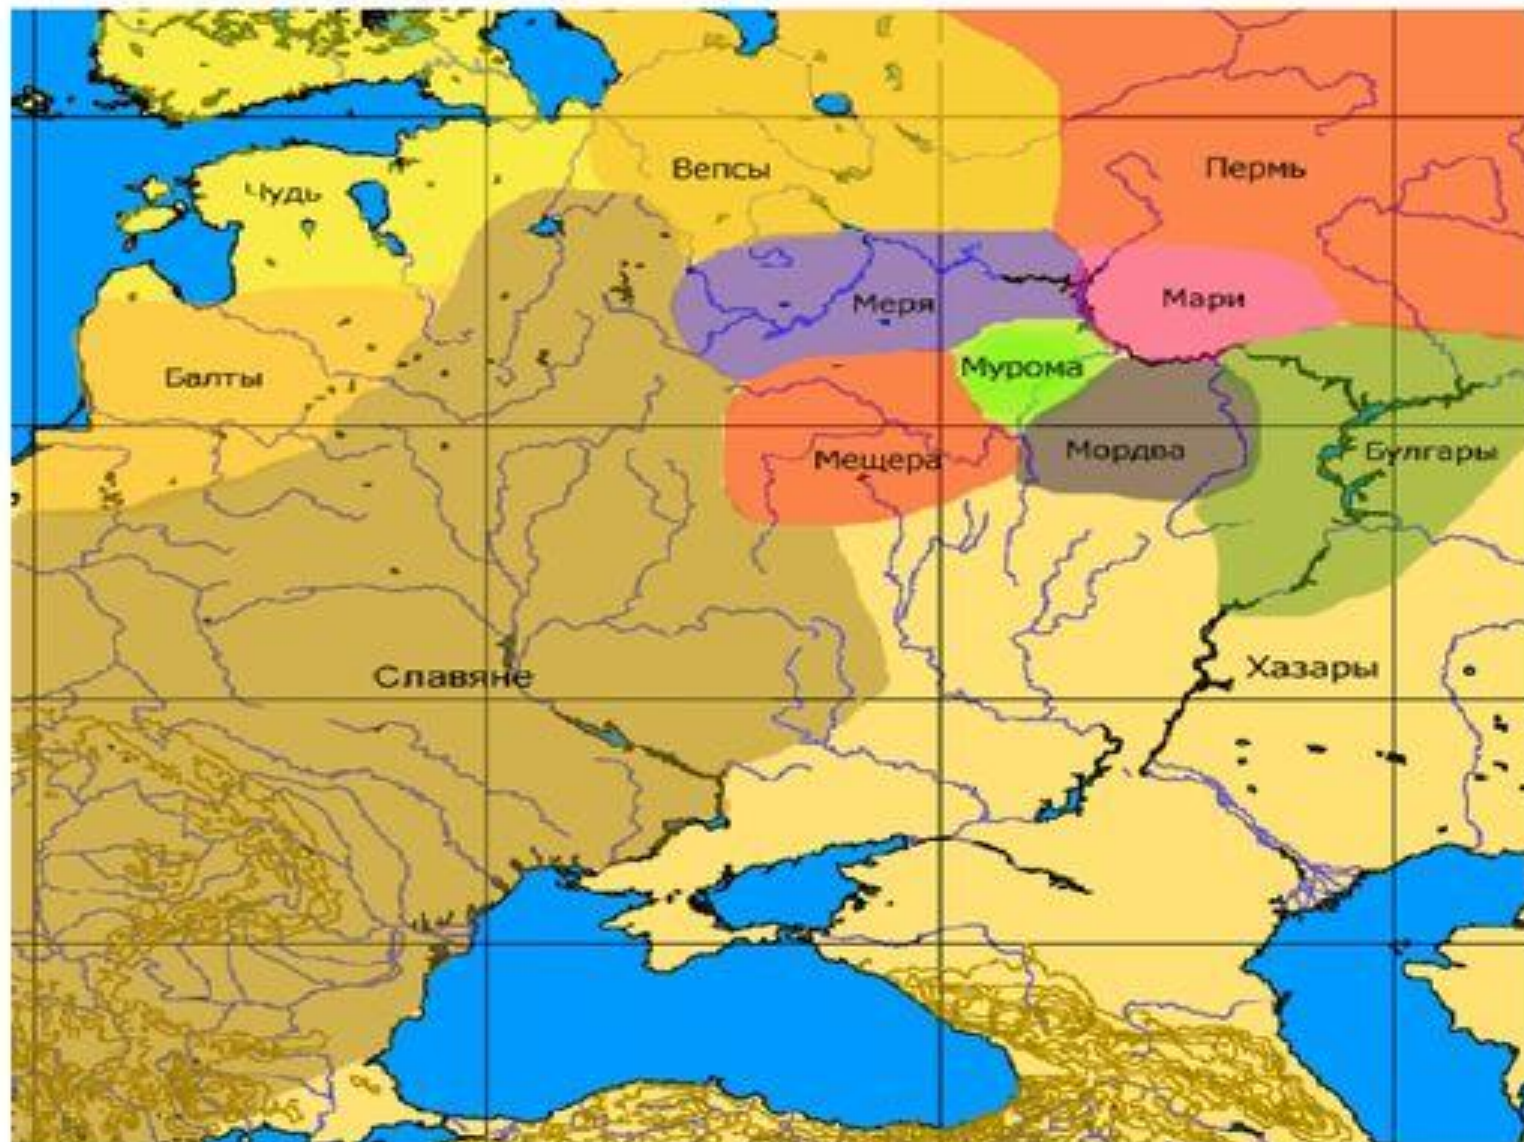 Вепсы
Пермь
Чудь
Меря
Мари
Мурома
Балты
Мещера
Мордва
Булгары
Славяне
Хазары